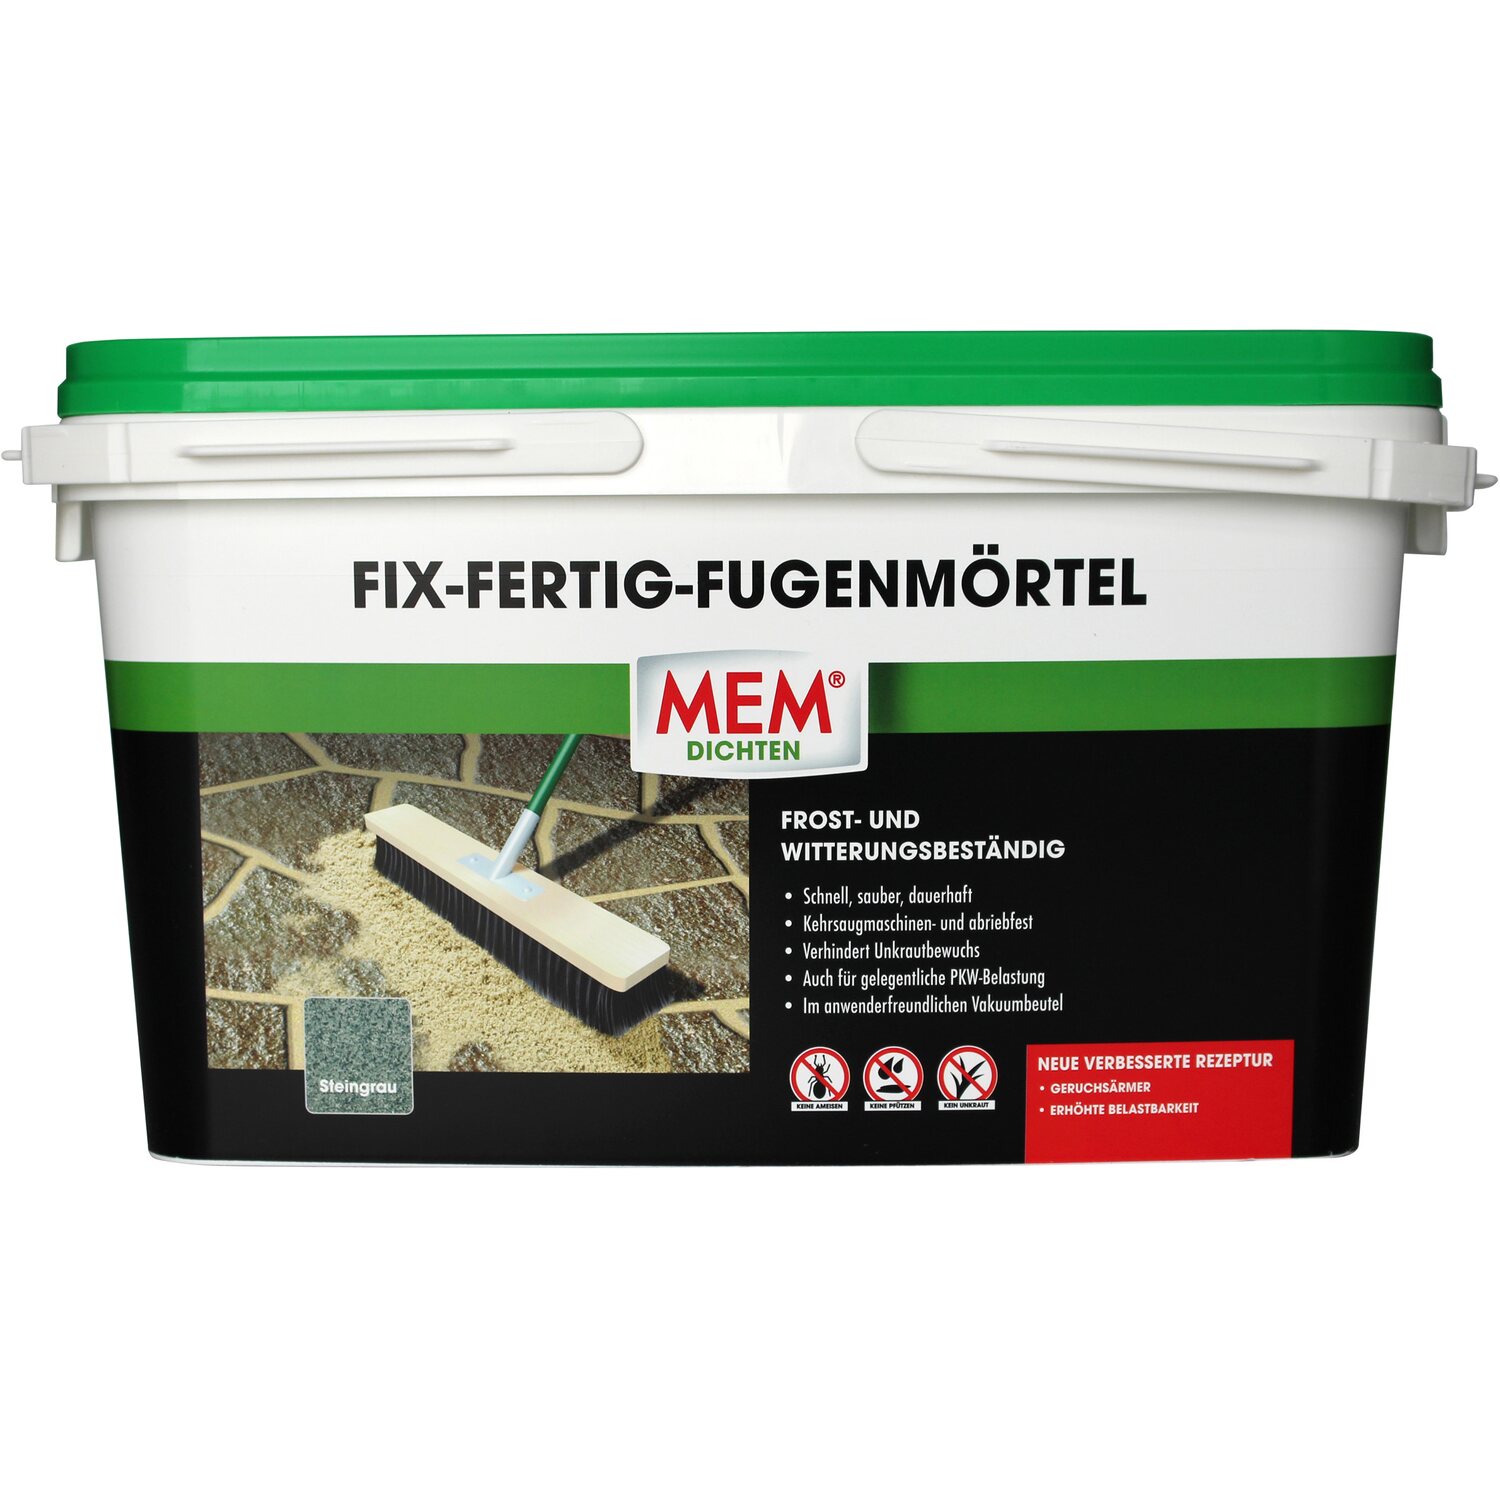 FIX-FERTIG-FUGENMÖRTEL
MEM®
DICHTEN
FROST- UND
WITTERUNGSBESTÄNDIG
• Schnell, sauber, dauerhaft
• Kehrsaugmaschinen- und abriebfest
• Verhindert Unkrautbewuchs
• Auch für gelegentliche PKW-Belastung
• Im anwenderfreundlichen Vakuumbeutel
Steingrau
KEINE AMEISEN
KEINE PFÜTZEN
KEIN UNKRAUT
NEUE VERBESSERTE REZEPTUR
• GERUCHSÄRMER
• ERHÖHTE BELASTBARKEIT